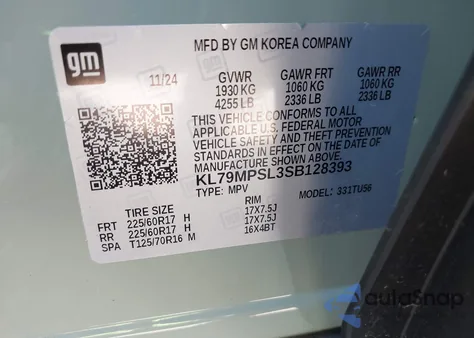 gm
MFD BY GM KOREA COMPANY
11/24 GVWR GAWR FRT GAWR RR
1930 KG 1060 KG 1060 KG
4255 LB 2336 LB 2336 LB
THIS VEHICLE CONFORMS TO ALL
APPLICABLE U.S. FEDERAL MOTOR
VEHICLE SAFETY AND THEFT PREVENTION
STANDARDS IN EFFECT ON THE DATE OF
MANUFACTURE SHOWN ABOVE.
KL79MPSL3SB128393
TYPE: MPV MODEL: 331TU56
TIRE SIZE RIM
FRT 225/60R17 H 17X7.5J
RR 225/60R17 H 17X7.5J
SPA T125/70R16 M 16X4BT
AutaSnap